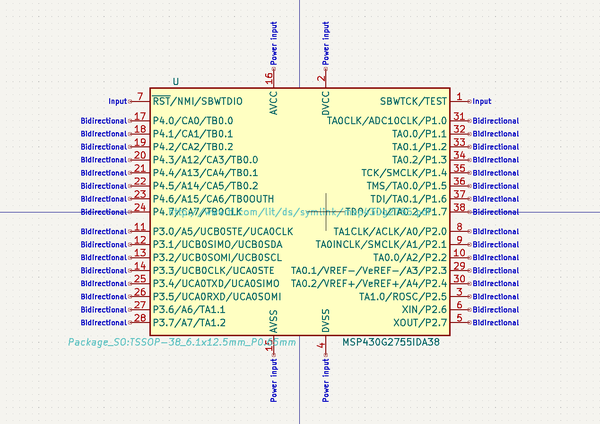 Power input
Power input
U
16
2
AVCC
DVCC
Input 7 RST/NMI/SBWTDIO
SBWTCK/TEST 1 Input
Bidirectional 17 P4.0/CA0/TB0.0
TA0CLK/ADC10CLK/P1.0 31 Bidirectional
Bidirectional 18 P4.1/CA1/TB0.1
TA0.0/P1.1 32 Bidirectional
Bidirectional 19 P4.2/CA2/TB0.2
TA0.1/P1.2 33 Bidirectional
Bidirectional 20 P4.3/A12/CA3/TB0.0
TA0.2/P1.3 34 Bidirectional
Bidirectional 21 P4.4/A13/CA4/TB0.1
TCK/SMCLK/P1.4 35 Bidirectional
Bidirectional 22 P4.5/A14/CA5/TB0.2
TMS/TA0.0/P1.5 36 Bidirectional
Bidirectional 23 P4.6/A15/CA6/TB0OUTH
TDI/TA0.1/P1.6 37 Bidirectional
Bidirectional 24 P4.7/CA7/TB0CLK
TDO/TDI/TA0.2/P1.7 38 Bidirectional
Bidirectional 11 P3.0/A5/UCB0STE/UCA0CLK
TA1CLK/ACLK/A0/P2.0 8 Bidirectional
Bidirectional 12 P3.1/UCB0SIMO/UCB0SDA
TA0INCLK/SMCLK/A1/P2.1 9 Bidirectional
Bidirectional 13 P3.2/UCB0SOMI/UCB0SCL
TA0.0/A2/P2.2 10 Bidirectional
Bidirectional 14 P3.3/UCB0CLK/UCA0STE
TA0.1/VREF-/VeREF-/A3/P2.3 29 Bidirectional
Bidirectional 25 P3.4/UCA0TXD/UCA0SIMO
TA0.2/VREF+/VeREF+/A4/P2.4 30 Bidirectional
Bidirectional 26 P3.5/UCA0RXD/UCA0SOMI
TA1.0/ROSC/P2.5 3 Bidirectional
Bidirectional 27 P3.6/A6/TA1.1
XIN/P2.6 6 Bidirectional
Bidirectional 28 P3.7/A7/TA1.2
XOUT/P2.7 5 Bidirectional
AVSS
DVSS
Package_SO:TSSOP-38_6.1x12.5mm_P0.5mm
MSP430G2755IDA38
15
4
Power input
Power input